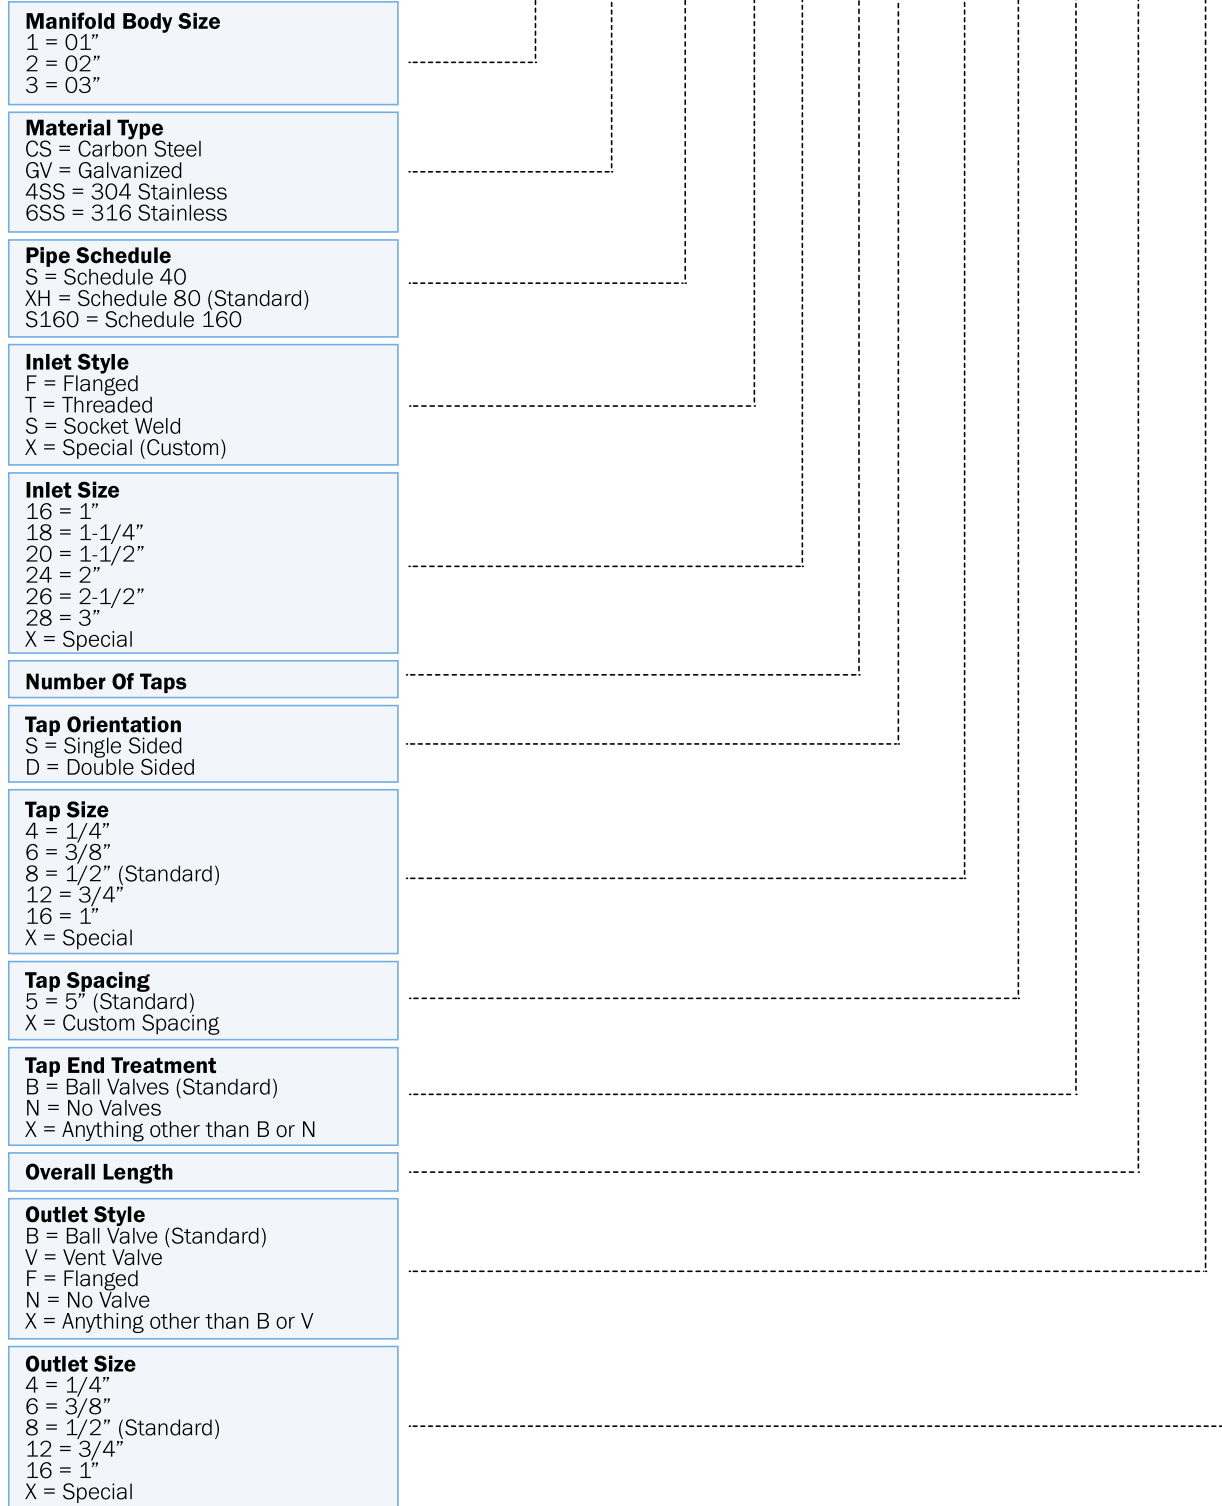 Manifold Body Size
1 = 01”
2 = 02”
3 = 03”
Material Type
CS = Carbon Steel
GV = Galvanized
4SS = 304 Stainless
6SS = 316 Stainless
Pipe Schedule
S = Schedule 40
XH = Schedule 80 (Standard)
S160 = Schedule 160
Inlet Style
F = Flanged
T = Threaded
S = Socket Weld
X = Special (Custom)
Inlet Size
16 = 1”
18 = 1-1/4”
20 = 1-1/2”
24 = 2”
26 = 2-1/2”
28 = 3”
X = Special
Number Of Taps
Tap Orientation
S = Single Sided
D = Double Sided
Tap Size
4 = 1/4”
6 = 3/8”
8 = 1/2” (Standard)
12 = 3/4”
16 = 1”
X = Special
Tap Spacing
5 = 5” (Standard)
X = Custom Spacing
Tap End Treatment
B = Ball Valves (Standard)
N = No Valves
X = Anything other than B or N
Overall Length
Outlet Style
B = Ball Valve (Standard)
V = Vent Valve
F = Flanged
N = No Valve
X = Anything other than B or V
Outlet Size
4 = 1/4”
6 = 3/8”
8 = 1/2” (Standard)
12 = 3/4”
16 = 1”
X = Special